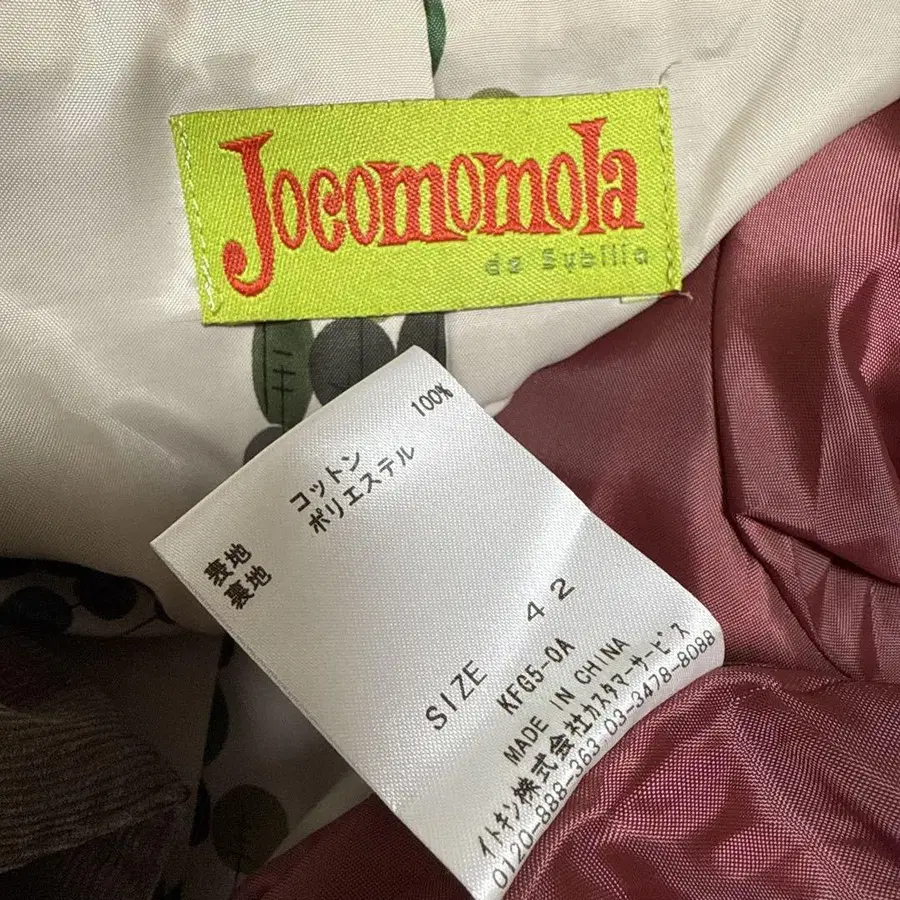 Jocomomola
de Sybilla
100%
コットン
ポリエステル
裏地
裏地
SIZE 42
KFG5-0A
MADE IN CHINA
イトキン株式会社カスタマーサービス
0120-888-363,03-3478-8088